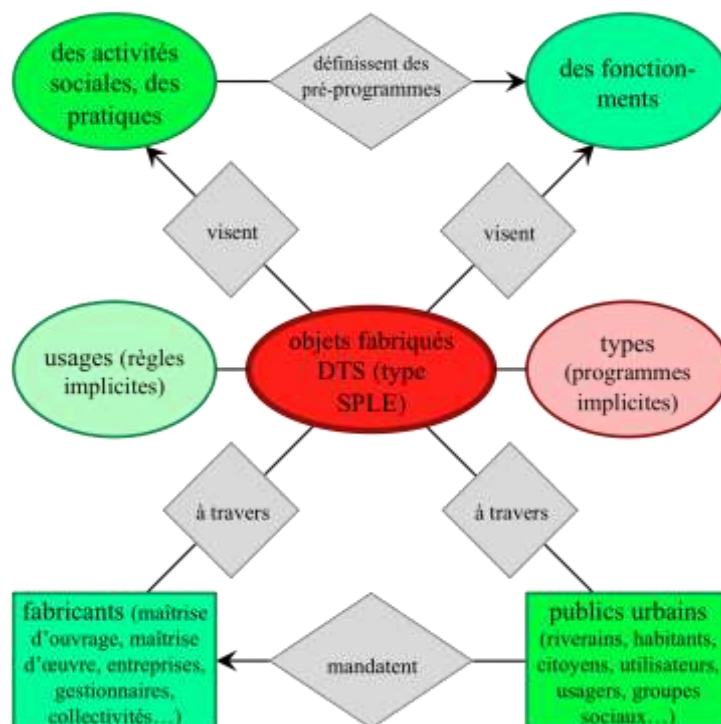 des activités
sociales, des
pratiques
définissent des
pré-programmes
des fonction-
ments
visent
visent
usages (règles
implicites)
objets fabriqués
DTS (type
SPLE)
types
(programmes
implicites)
à travers
à travers
fabricants (maîtrise
d’ouvrage, maîtrise
d’œuvre, entreprises,
gestionnaires,
collectivités…)
mandatent
publics urbains
(riverains, habitants,
citoyens, utilisateurs,
usagers, groupes
sociaux…)